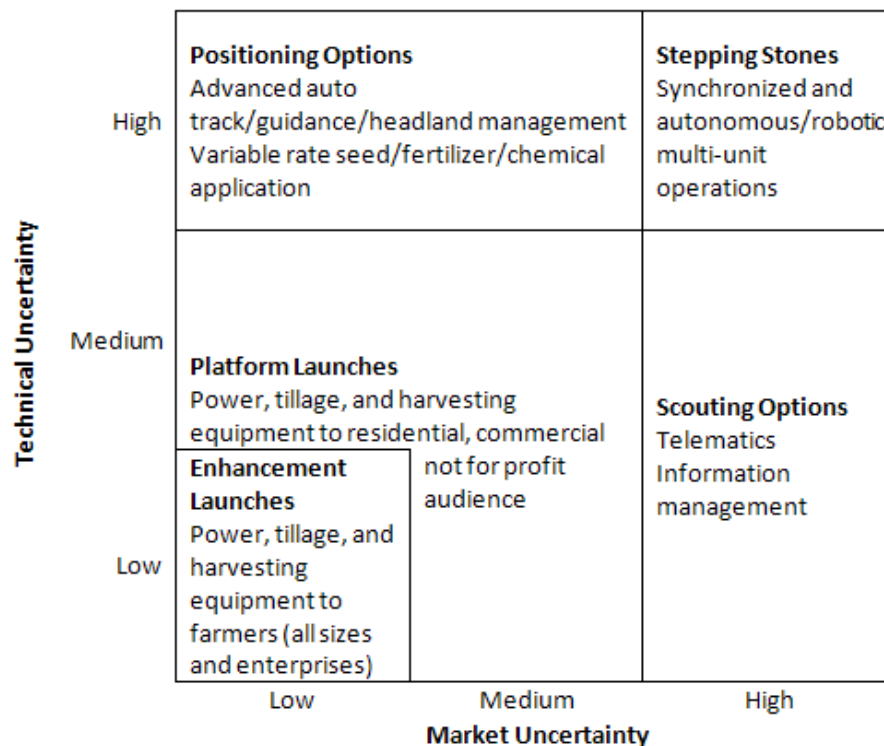 Positioning Options
Advanced auto
track/guidance/headland management
Variable rate seed/fertilizer/chemical
application
Stepping Stones
Synchronized and
autonomous/robotic
multi-unit
operations
High
Technical Uncertainty
Medium
Platform Launches
Power, tillage, and harvesting
equipment to residential, commercial
not for profit
audience
Scouting Options
Telematics
Information
management
Enhancement
Launches
Power, tillage, and
harvesting
equipment to
farmers (all sizes
and enterprises)
Low
Low
Medium
High
Market Uncertainty